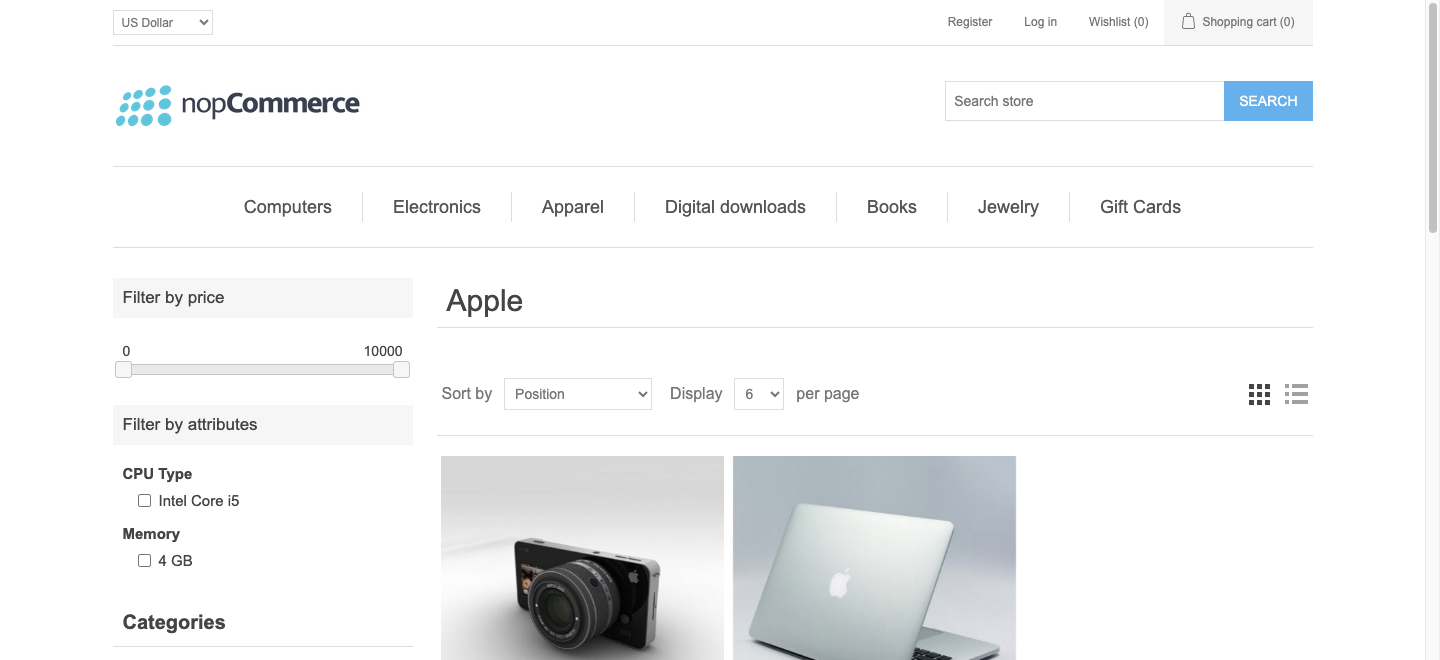 US Dollar
Register
Log in
Wishlist (0)
Shopping cart (0)
nopCommerce
Search store
SEARCH
Computers
Electronics
Apparel
Digital downloads
Books
Jewelry
Gift Cards
Filter by price
0
10000
Filter by attributes
CPU Type
Intel Core i5
Memory
4 GB
Categories
Apple
Sort by
Position
Display
6
per page